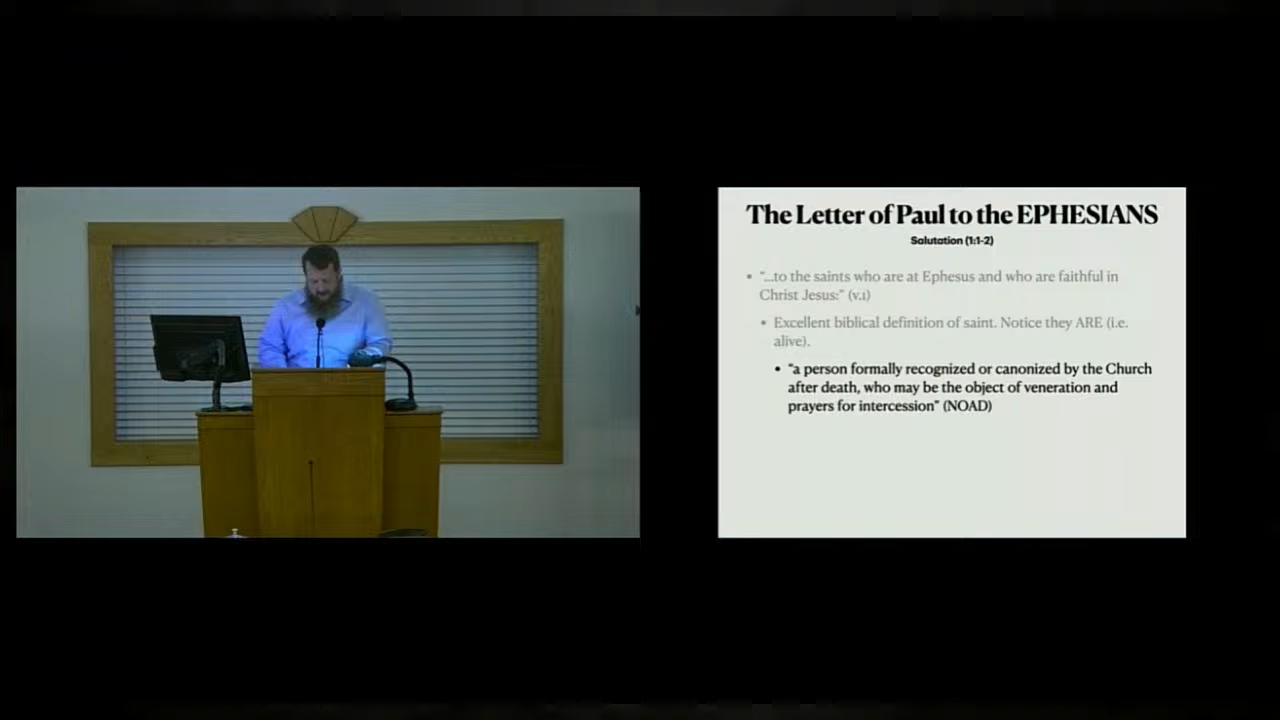 The Letter of Paul to the EPHESIANS
Salutation (1:1-2)
• "...to the saints who are at Ephesus and who are faithful in
Christ Jesus:" (v.1)
• Excellent biblical definition of saint. Notice they ARE (i.e.
alive).
• "a person formally recognized or canonized by the Church
after death, who may be the object of veneration and
prayers for intercession" (NOAD)